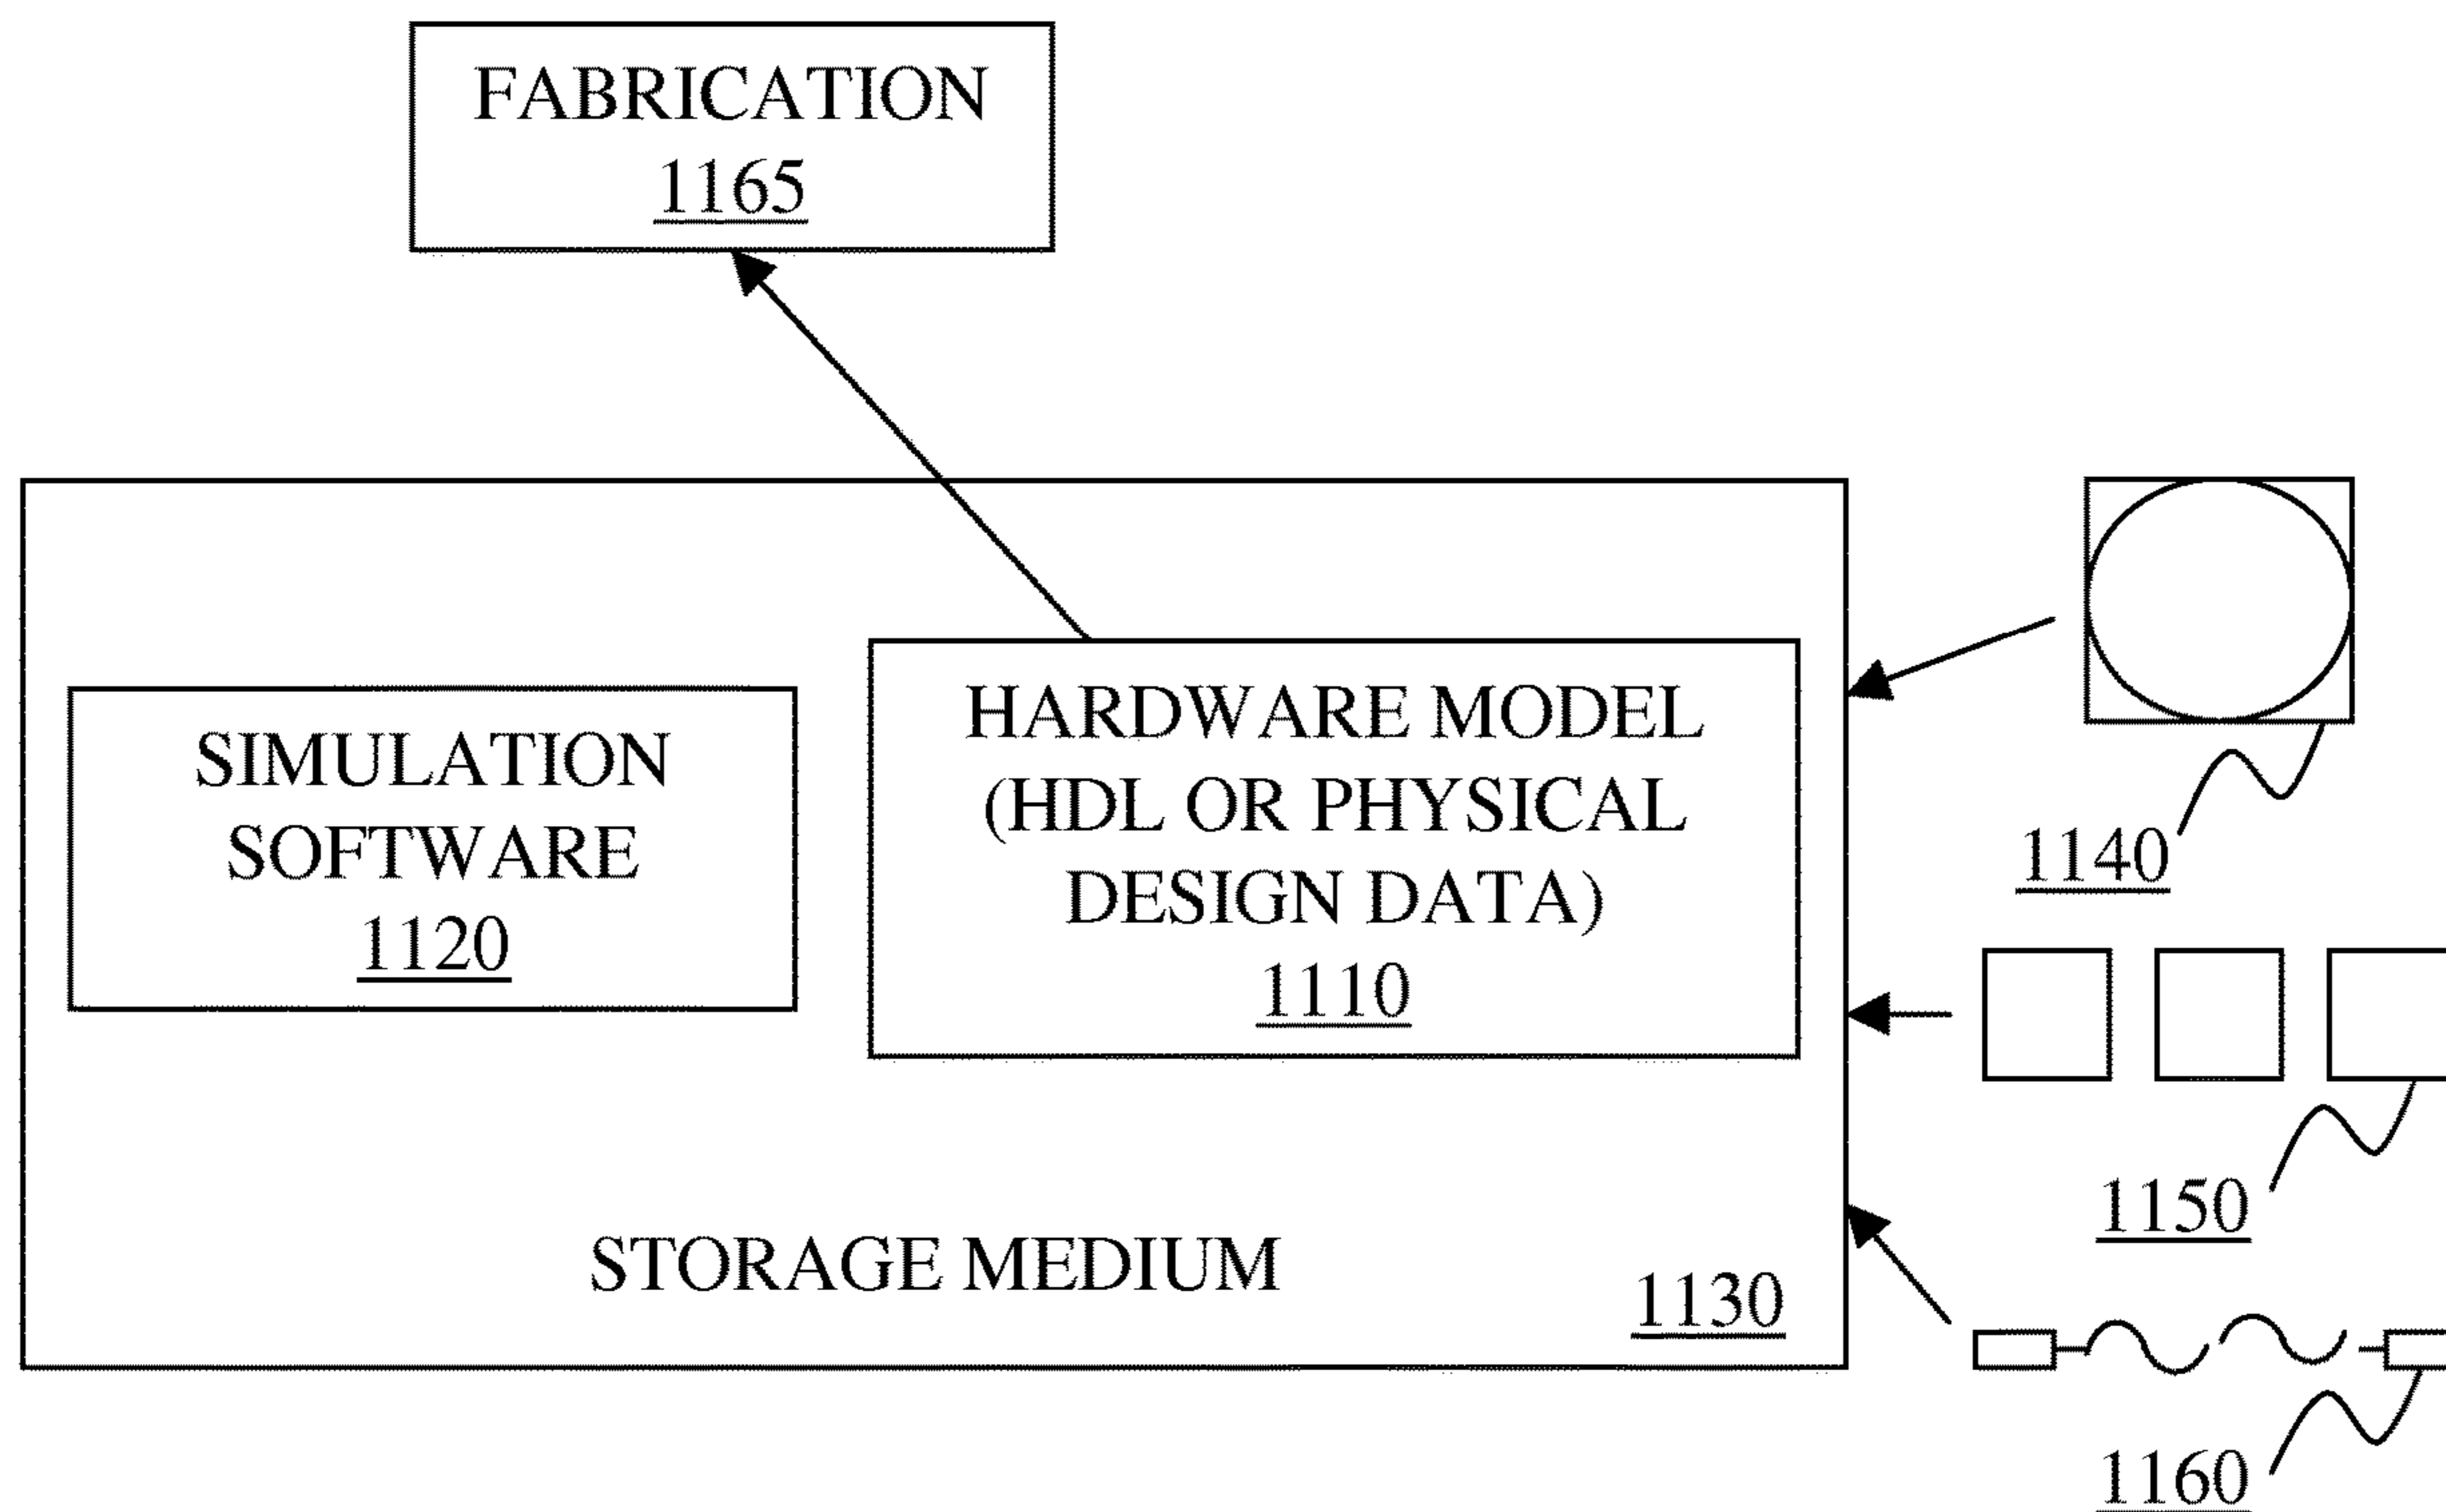 FABRICATION
1165
SIMULATION
SOFTWARE
1120
HARDWARE MODEL
(HDL OR PHYSICAL
DESIGN DATA)
1110
STORAGE MEDIUM
1130
1140
1150
1160